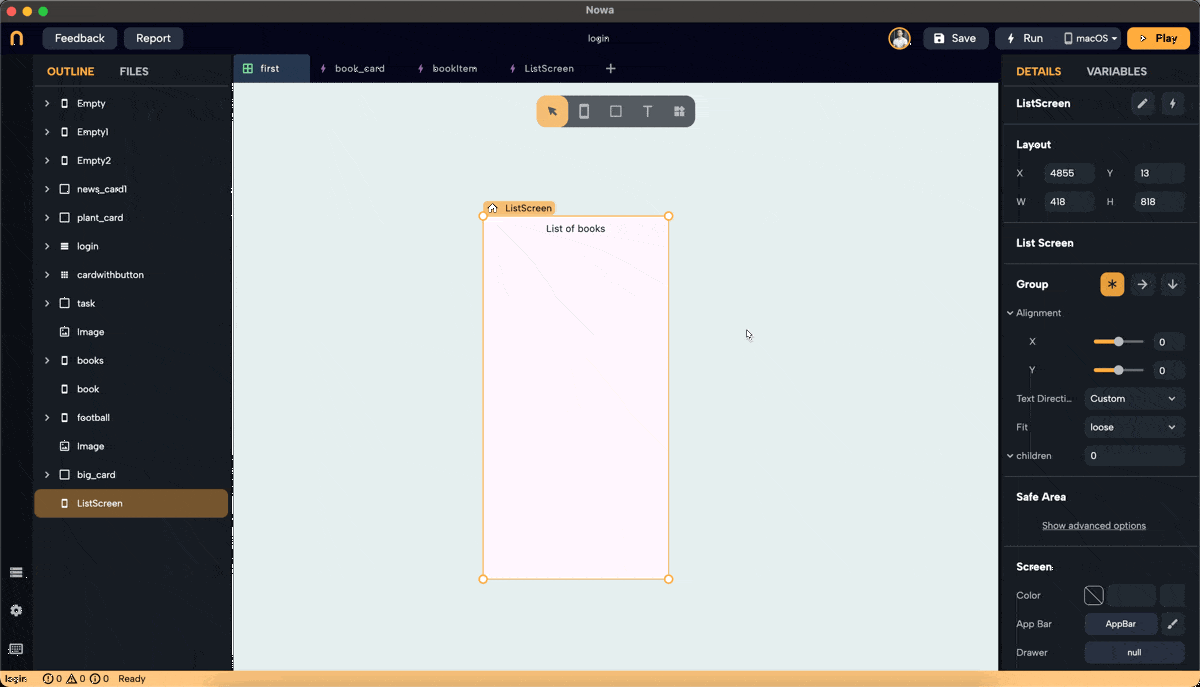 Nowa
Feedback
Report
login
Save
Run
macOS
Play
OUTLINE
FILES
first
book_card
bookItem
ListScreen
DETAILS
VARIABLES
Empty
Empty1
Empty2
news_card1
plant_card
login
cardwithbutton
task
Image
books
book
football
Image
big_card
ListScreen
ListScreen
List of books
ListScreen
Layout
X 4855 Y 13
W 418 H 818
List Screen
Group
Alignment
X 0
Y 0
Text Directi... Custom
Fit loose
children 0
Safe Area
Show advanced options
Screen
Color
App Bar AppBar
Drawer null
login 0 0 0 Ready